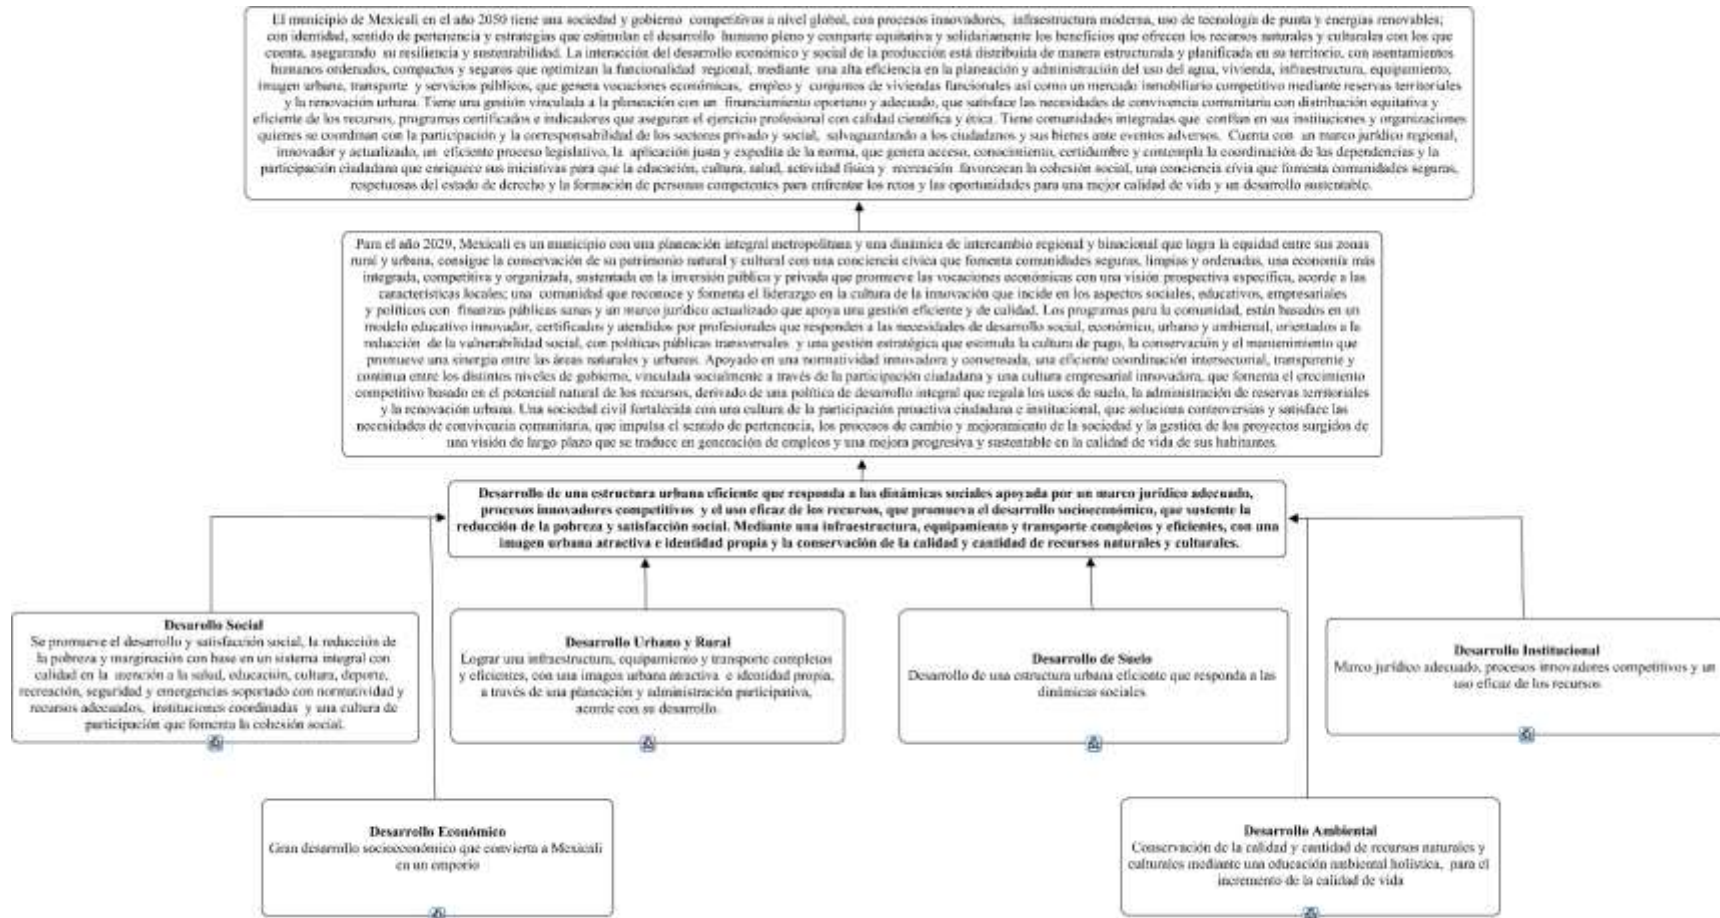 El municipio de Mexicali en el año 2050 tiene una sociedad y gobierno competitivos a nivel global, con procesos innovadores, infraestructura moderna, uso de tecnología de punta y energías renovables;
con identidad, sentido de pertenencia y estrategias que estimulan el desarrollo humano pleno y comparte equitativa y solidariamente los beneficios que ofrecen los recursos naturales y culturales con los que
cuenta, asegurando su resiliencia y sustentabilidad. La interacción del desarrollo económico y social de la producción está distribuida de manera estructurada y planificada en su territorio, con asentamientos
humanos ordenados, compactos y seguros que optimizan la funcionalidad regional, mediante una alta eficiencia en la planeación y administración del uso del agua, vivienda, infraestructura, equipamiento,
imagen urbana, transporte y servicios públicos, que genera vocaciones económicas, empleo y conjuntos de viviendas funcionales así como un mercado inmobiliario competitivo mediante reservas territoriales
y la renovación urbana. Tiene una gestión vinculada a la planeación con un financiamiento oportuno y adecuado, que satisface las necesidades de convivencia comunitaria con distribución equitativa y
eficiente de los recursos, programas certificados e indicadores que aseguran el ejercicio profesional con calidad científica y ética. Tiene comunidades integradas que confían en sus instituciones y organizaciones
quienes se coordinan con la participación y la corresponsabilidad de los sectores privado y social, salvaguardando a los ciudadanos y sus bienes ante eventos adversos. Cuenta con un marco jurídico regional,
innovador y actualizado, un eficiente proceso legislativo, la aplicación justa y expedita de la norma, que genera acceso, conocimiento, certidumbre y contempla la coordinación de las dependencias y la
participación ciudadana que enriquece sus iniciativas para que la educación, cultura, salud, actividad física y recreación favorezcan la cohesión social, una conciencia cívia que fomenta comunidades seguras,
respetuosas del estado de derecho y la formación de personas competentes para enfrentar los retos y las oportunidades para una mejor calidad de vida y un desarrollo sustentable.
Para el año 2029, Mexicali es un municipio con una planeación integral metropolitana y una dinámica de intercambio regional y binacional que logra la equidad entre sus zonas
rural y urbana, consigue la conservación de su patrimonio natural y cultural con una conciencia cívica que fomenta comunidades seguras, limpias y ordenadas, una economía más
integrada, competitiva y organizada, sustentada en la inversión pública y privada que promueve las vocaciones económicas con una visión prospectiva específica, acorde a las
características locales; una comunidad que reconoce y fomenta el liderazgo en la cultura de la innovación que incide en los aspectos sociales, educativos, empresariales
y políticos con finanzas públicas sanas y un marco jurídico actualizado que apoya una gestión eficiente y de calidad. Los programas para la comunidad, están basados en un
modelo educativo innovador, certificados y atendidos por profesionales que responden a las necesidades de desarrollo social, económico, urbano y ambienal, orientados a la
reducción de la vulnerabilidad social, con políticas públicas transversales y una gestión estratégica que estimula la cultura de pago, la conservación y el mantenimiento que
promueve una sinergia entre las áreas naturales y urbanas. Apoyado en una normatividad innovadora y consensada, una eficiente coordinación intersectorial, transparente y
continua entre los distintos niveles de gobierno, vinculada socialmente a través de la participación ciudadana y una cultura empresarial innovadora, que fomenta el crecimiento
competitivo basado en el potencial natural de los recursos, derivado de una política de desarrollo integral que regula los usos de suelo, la administración de reservas territoriales
y la renovación urbana. Una sociedad civil fortalecida con una cultura de la participación proactiva ciudadana e institucional, que soluciona controversias y satisface las
necesidades de convivencia comunitaria, que impulsa el sentido de pertenencia, los procesos de cambio y mejoramiento de la sociedad y la gestión de los proyectos surgidos de
una visión de largo plazo que se traduce en generación de empleos y una mejora progresiva y sustentable en la calidad de vida de sus habitantes.
Desarrollo de una estructura urbana eficiente que responda a las dinámicas sociales apoyada por un marco jurídico adecuado,
procesos innovadores competitivos y el uso eficaz de los recursos, que promueva el desarrollo socioeconómico, que sustente la
reducción de la pobreza y satisfacción social. Mediante una infraestructura, equipamiento y transporte completos y eficientes, con una
imagen urbana atractiva e identidad propia y la conservación de la calidad y cantidad de recursos naturales y culturales.
Desarollo Social
Se promueve el desarrollo y satisfacción social, la reducción de
la pobreza y marginación con base en un sistema integral con
calidad en la atención a la salud, educación, cultura, deporte,
recreación, seguridad y emergencias soportado con normatividad y
recursos adecuados, instituciones coordinadas y una cultura de
participación que fomenta la cohesión social.
Desarrollo Urbano y Rural
Lograr una infraestructura, equipamiento y transporte completos
y eficientes, con una imagen urbana atractiva e identidad propia,
a través de una planeación y administración participativa,
acorde con su desarrollo.
Desarrollo de Suelo
Desarrollo de una estructura urbana eficiente que responda a las
dinámicas sociales
Desarrollo Institucional
Marco jurídico adecuado, procesos innovadores competitivos y un
uso eficaz de los recursos
Desarrollo Económico
Gran desarrollo socioeconómico que convierta a Mexicali
en un emporio
Desarrollo Ambiental
Conservación de la calidad y cantidad de recursos naturales y
culturales mediante una educación ambiental holística, para el
incremento de la calidad de vida